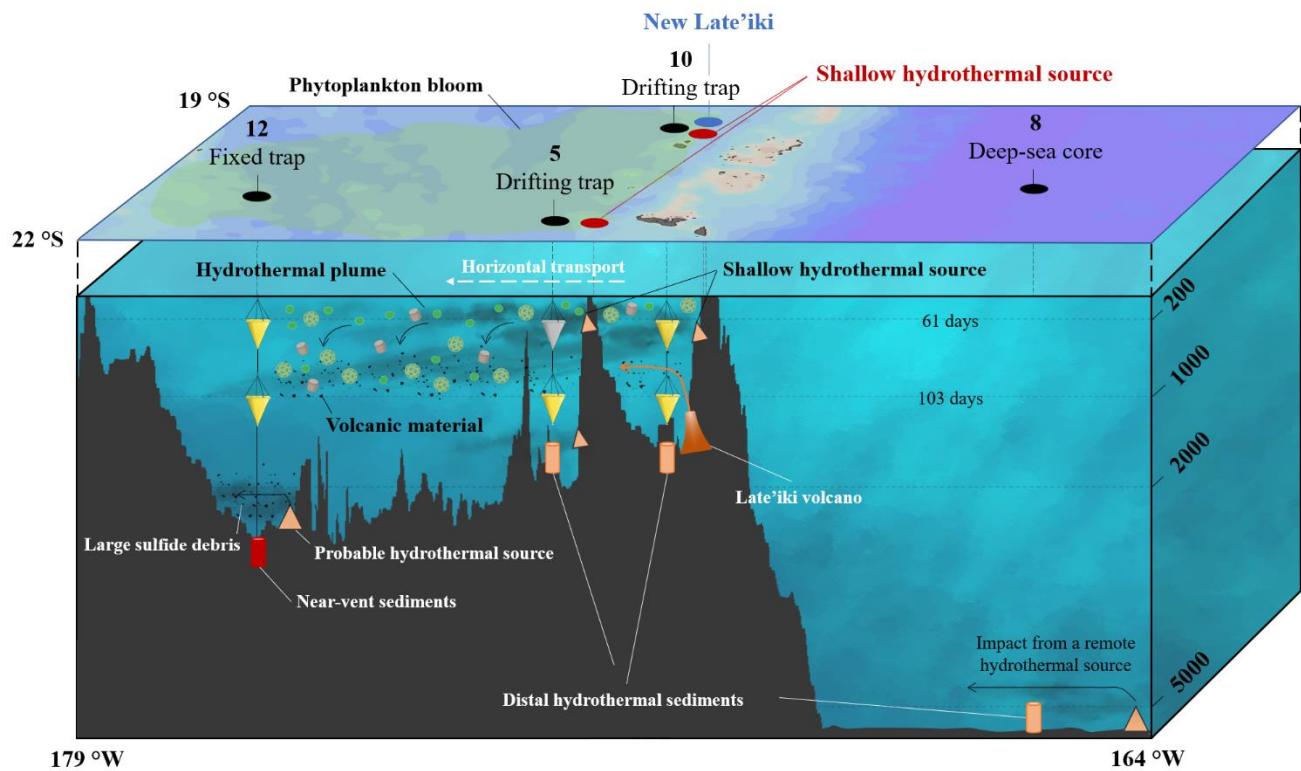 New Late'iki
10
Drifting trap
Shallow hydrothermal source
Phytoplankton bloom
19 °S
12
Fixed trap
5
Drifting trap
8
Deep-sea core
22 °S
Hydrothermal plume
Horizontal transport
Shallow hydrothermal source
200
61 days
1000
103 days
Volcanic material
2000
Late'iki volcano
Large sulfide debris
Probable hydrothermal source
Near-vent sediments
Impact from a remote
hydrothermal source
5000
Distal hydrothermal sediments
179 °W
164 °W